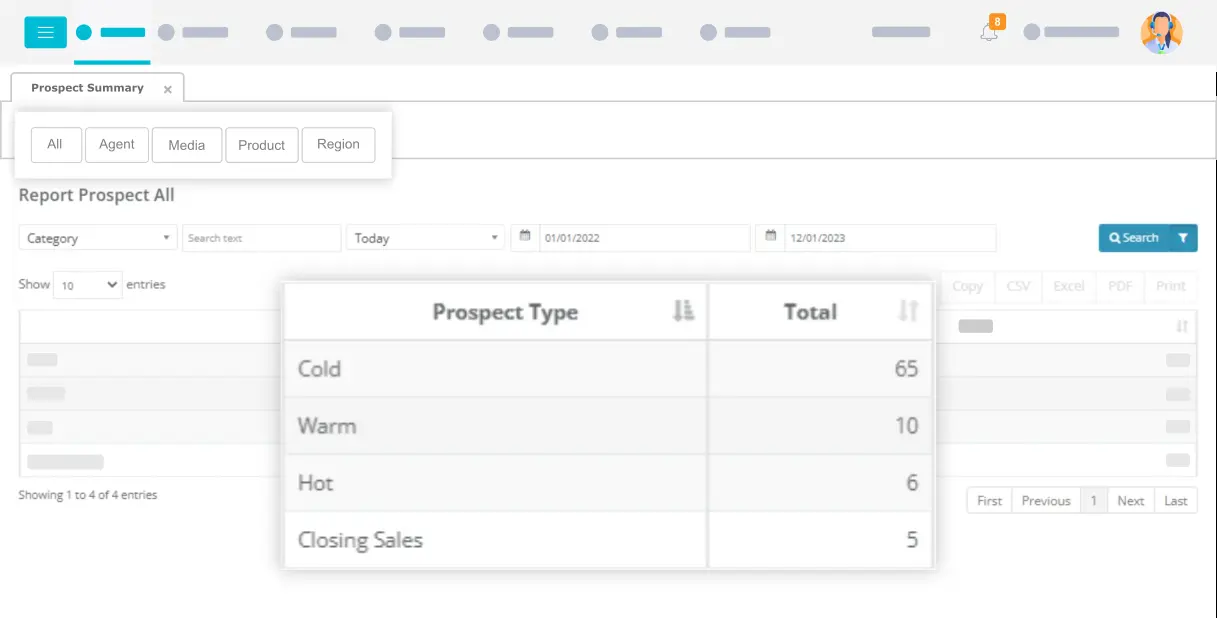 8
Prospect Summary ×
All Agent Media Product Region
Report Prospect All
Category Search text Today 01/01/2022 12/01/2023 Search
Show 10 entries Copy CSV Excel PDF Print
Prospect Type Total
Cold 65
Warm 10
Hot 6
Closing Sales 5
Showing 1 to 4 of 4 entries First Previous 1 Next Last